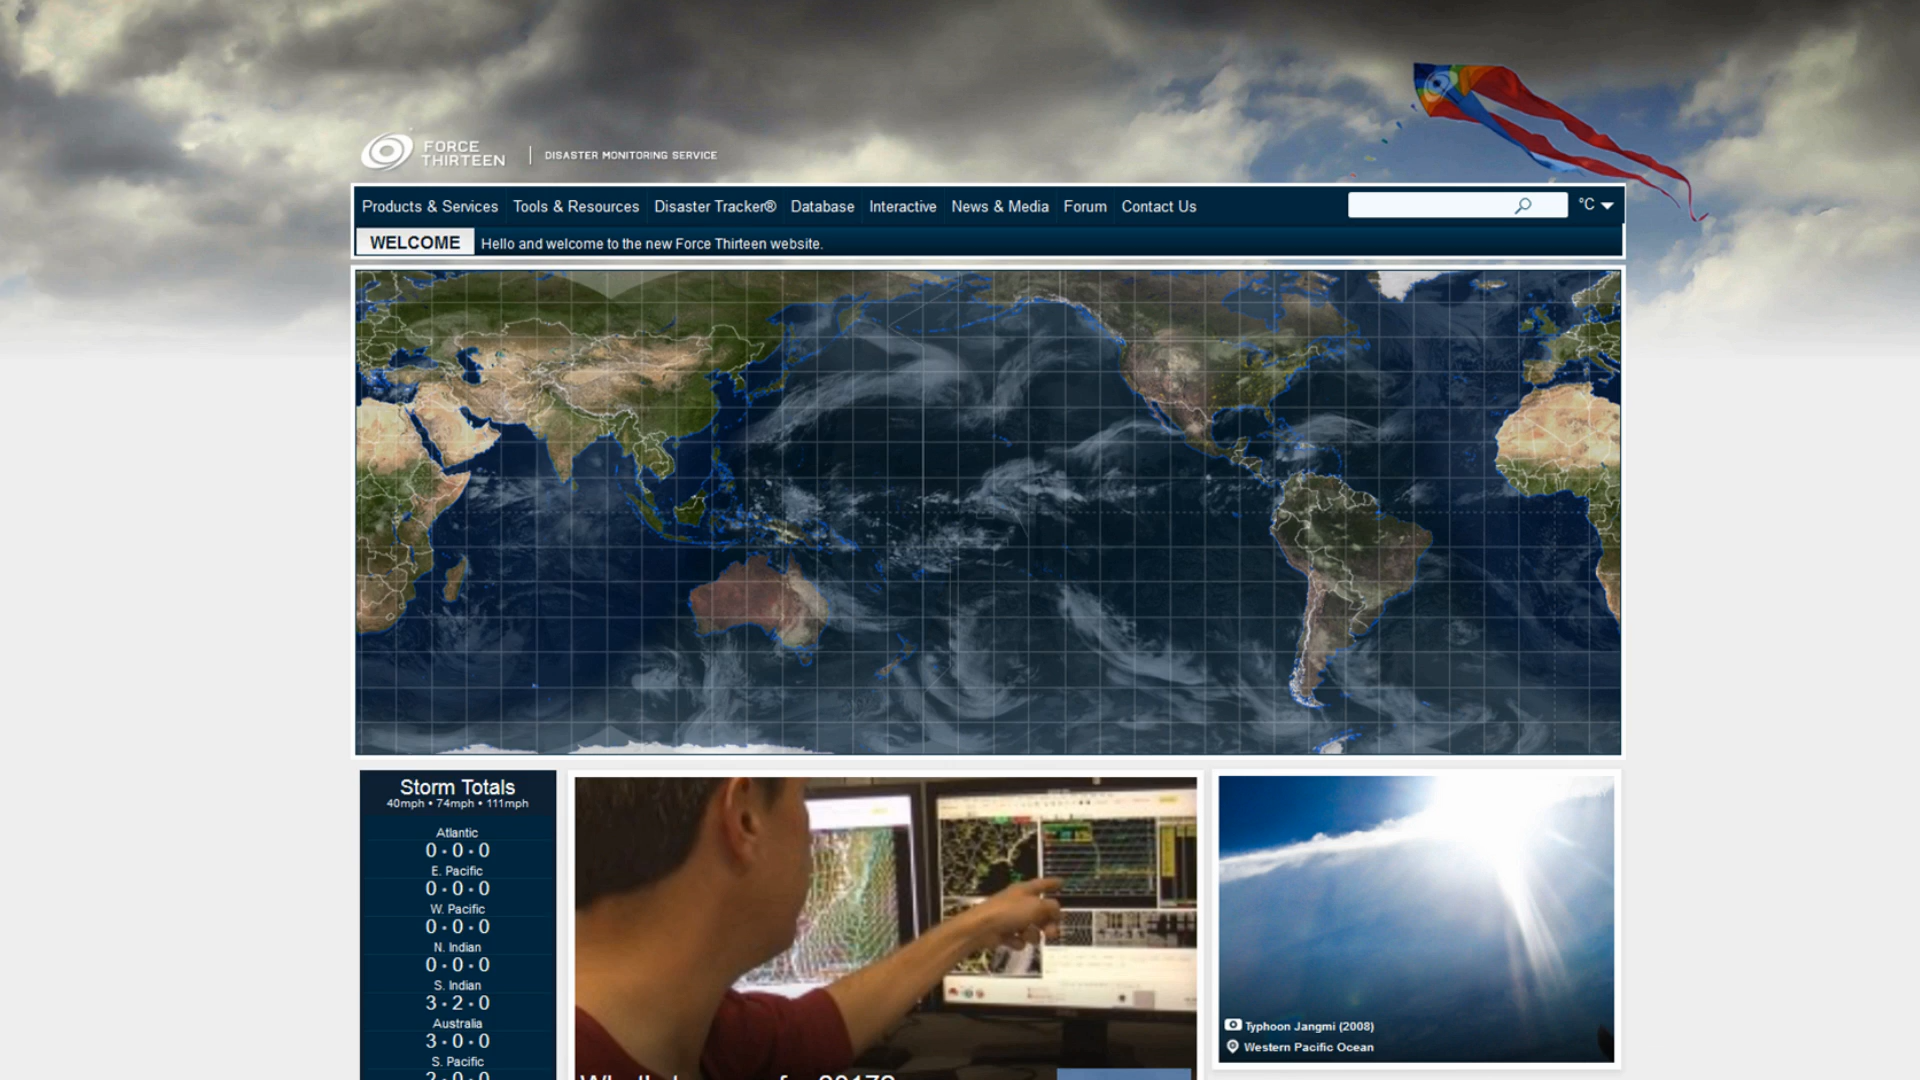 FORCE
THIRTEEN
DISASTER MONITORING SERVICE
Products & Services Tools & Resources Disaster Tracker® Database Interactive News & Media Forum Contact Us °C
WELCOME Hello and welcome to the new Force Thirteen website.
Storm Totals
40mph • 74mph • 111mph
Atlantic
0 • 0 • 0
E. Pacific
0 • 0 • 0
W. Pacific
0 • 0 • 0
N. Indian
0 • 0 • 0
S. Indian
3 • 2 • 0
Australia
3 • 0 • 0
S. Pacific
Typhoon Jangmi (2008)
Western Pacific Ocean